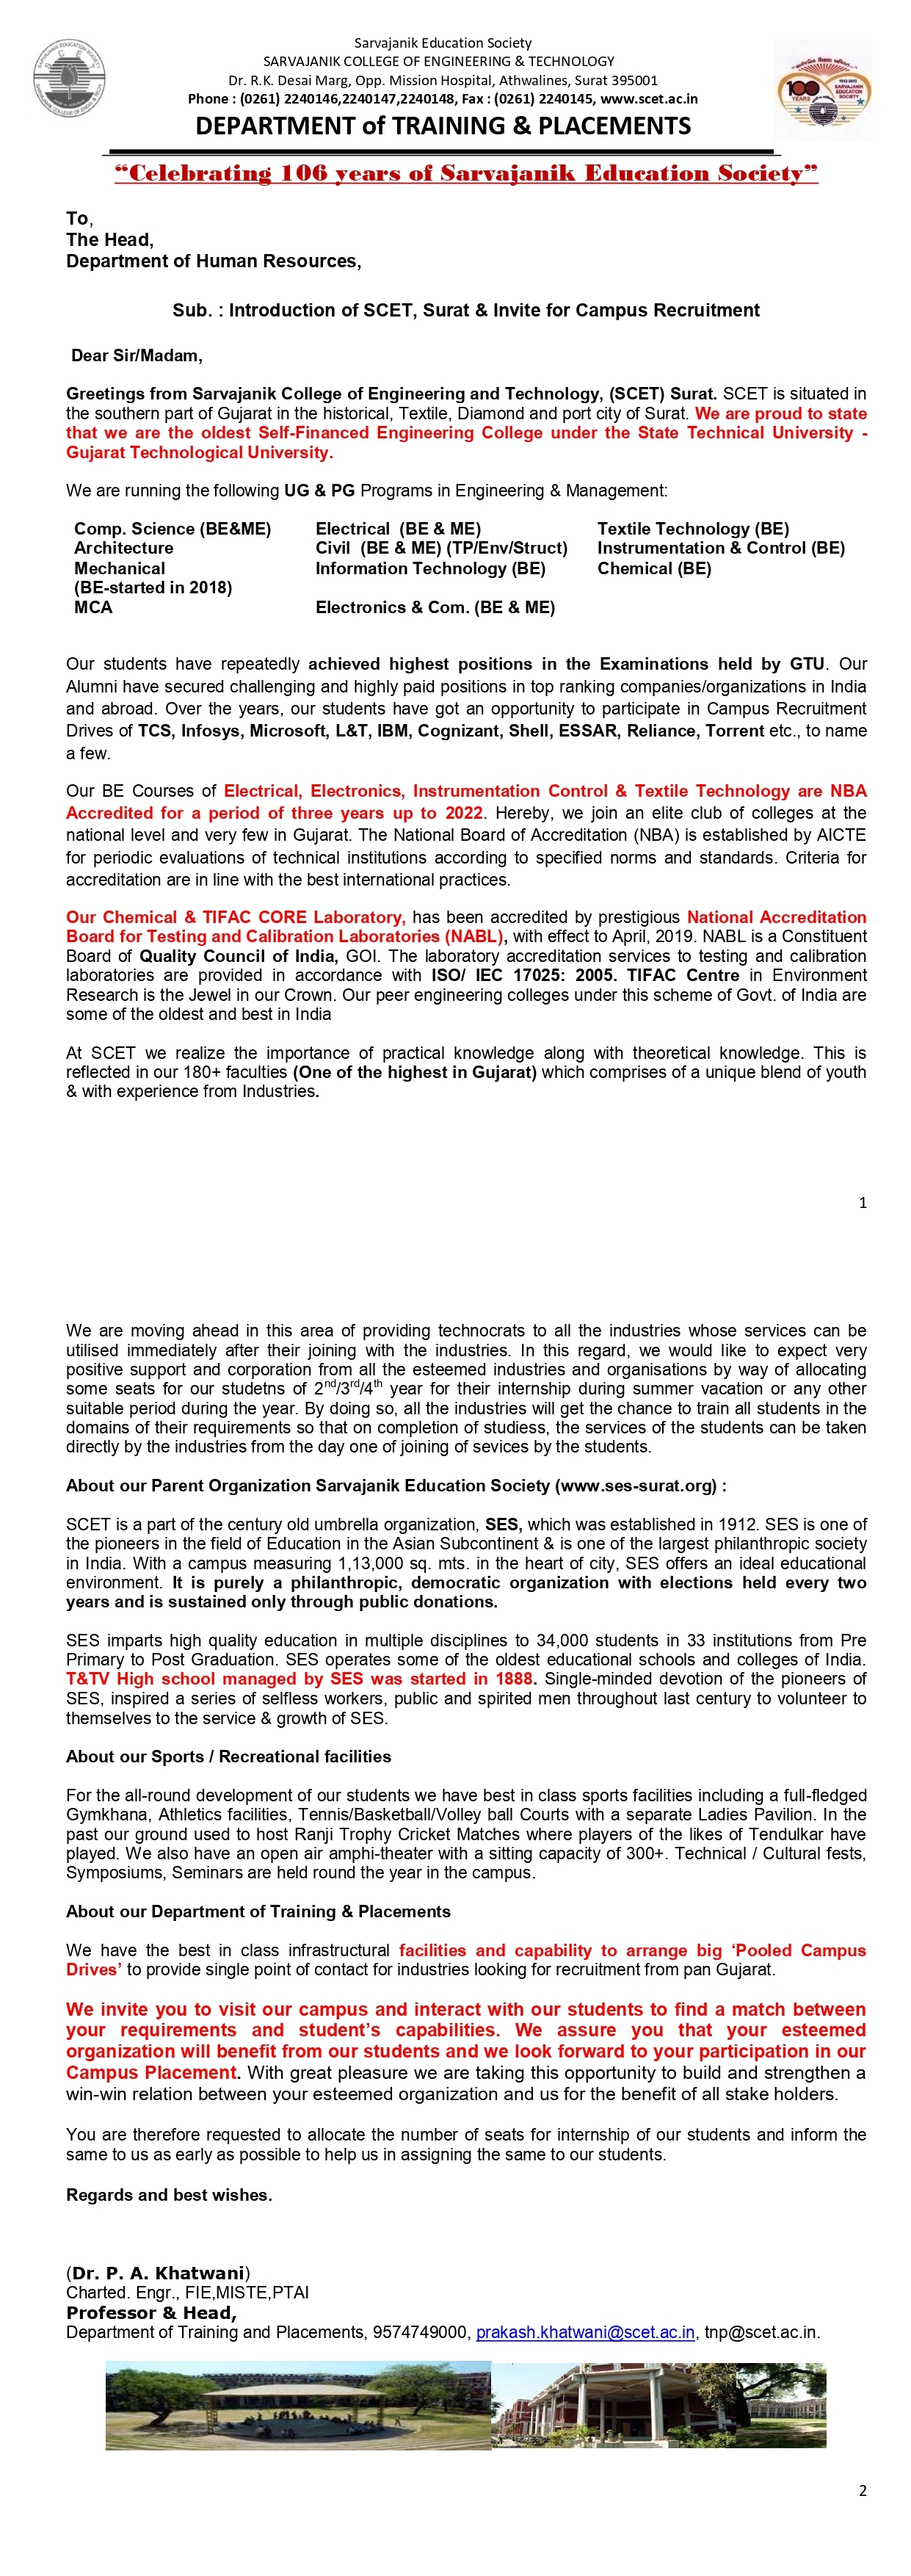 Sarvajanik Education Society
SARVAJANIK COLLEGE OF ENGINEERING & TECHNOLOGY
Dr. R.K. Desai Marg, Opp. Mission Hospital, Athwalines, Surat 395001
Phone : (0261) 2240146,2240147,2240148, Fax : (0261) 2240145, www.scet.ac.in
DEPARTMENT of TRAINING & PLACEMENTS
100
YEARS
1912-2012
SARVAJANIK
EDUCATION
SOCIETY
“Celebrating 106 years of Sarvajanik Education Society”
To,
The Head,
Department of Human Resources,
Sub. : Introduction of SCET, Surat & Invite for Campus Recruitment
Dear Sir/Madam,
Greetings from Sarvajanik College of Engineering and Technology, (SCET) Surat. SCET is situated in
the southern part of Gujarat in the historical, Textile, Diamond and port city of Surat. We are proud to state
that we are the oldest Self-Financed Engineering College under the State Technical University -
Gujarat Technological University.
We are running the following UG & PG Programs in Engineering & Management:
Comp. Science (BE&ME) Electrical (BE & ME) Textile Technology (BE)
Architecture Civil (BE & ME) (TP/Env/Struct) Instrumentation & Control (BE)
Mechanical Information Technology (BE) Chemical (BE)
(BE-started in 2018)
MCA Electronics & Com. (BE & ME)
Our students have repeatedly achieved highest positions in the Examinations held by GTU. Our
Alumni have secured challenging and highly paid positions in top ranking companies/organizations in India
and abroad. Over the years, our students have got an opportunity to participate in Campus Recruitment
Drives of TCS, Infosys, Microsoft, L&T, IBM, Cognizant, Shell, ESSAR, Reliance, Torrent etc., to name
a few.
Our BE Courses of Electrical, Electronics, Instrumentation Control & Textile Technology are NBA
Accredited for a period of three years up to 2022. Hereby, we join an elite club of colleges at the
national level and very few in Gujarat. The National Board of Accreditation (NBA) is established by AICTE
for periodic evaluations of technical institutions according to specified norms and standards. Criteria for
accreditation are in line with the best international practices.
Our Chemical & TIFAC CORE Laboratory, has been accredited by prestigious National Accreditation
Board for Testing and Calibration Laboratories (NABL), with effect to April, 2019. NABL is a Constituent
Board of Quality Council of India, GOI. The laboratory accreditation services to testing and calibration
laboratories are provided in accordance with ISO/ IEC 17025: 2005. TIFAC Centre in Environment
Research is the Jewel in our Crown. Our peer engineering colleges under this scheme of Govt. of India are
some of the oldest and best in India
At SCET we realize the importance of practical knowledge along with theoretical knowledge. This is
reflected in our 180+ faculties (One of the highest in Gujarat) which comprises of a unique blend of youth
& with experience from Industries.
1
We are moving ahead in this area of providing technocrats to all the industries whose services can be
utilised immediately after their joining with the industries. In this regard, we would like to expect very
positive support and corporation from all the esteemed industries and organisations by way of allocating
some seats for our studetns of 2nd/3rd/4th year for their internship during summer vacation or any other
suitable period during the year. By doing so, all the industries will get the chance to train all students in the
domains of their requirements so that on completion of studiess, the services of the students can be taken
directly by the industries from the day one of joining of sevices by the students.
About our Parent Organization Sarvajanik Education Society (www.ses-surat.org) :
SCET is a part of the century old umbrella organization, SES, which was established in 1912. SES is one of
the pioneers in the field of Education in the Asian Subcontinent & is one of the largest philanthropic society
in India. With a campus measuring 1,13,000 sq. mts. in the heart of city, SES offers an ideal educational
environment. It is purely a philanthropic, democratic organization with elections held every two
years and is sustained only through public donations.
SES imparts high quality education in multiple disciplines to 34,000 students in 33 institutions from Pre
Primary to Post Graduation. SES operates some of the oldest educational schools and colleges of India.
T&TV High school managed by SES was started in 1888. Single-minded devotion of the pioneers of
SES, inspired a series of selfless workers, public and spirited men throughout last century to volunteer to
themselves to the service & growth of SES.
About our Sports / Recreational facilities
For the all-round development of our students we have best in class sports facilities including a full-fledged
Gymkhana, Athletics facilities, Tennis/Basketball/Volley ball Courts with a separate Ladies Pavilion. In the
past our ground used to host Ranji Trophy Cricket Matches where players of the likes of Tendulkar have
played. We also have an open air amphi-theater with a sitting capacity of 300+. Technical / Cultural fests,
Symposiums, Seminars are held round the year in the campus.
About our Department of Training & Placements
We have the best in class infrastructural facilities and capability to arrange big ‘Pooled Campus
Drives’ to provide single point of contact for industries looking for recruitment from pan Gujarat.
We invite you to visit our campus and interact with our students to find a match between
your requirements and student’s capabilities. We assure you that your esteemed
organization will benefit from our students and we look forward to your participation in our
Campus Placement. With great pleasure we are taking this opportunity to build and strengthen a
win-win relation between your esteemed organization and us for the benefit of all stake holders.
You are therefore requested to allocate the number of seats for internship of our students and inform the
same to us as early as possible to help us in assigning the same to our students.
Regards and best wishes.
(Dr. P. A. Khatwani)
Charted. Engr., FIE,MISTE,PTAI
Professor & Head,
Department of Training and Placements, 9574749000, prakash.khatwani@scet.ac.in, tnp@scet.ac.in.
2